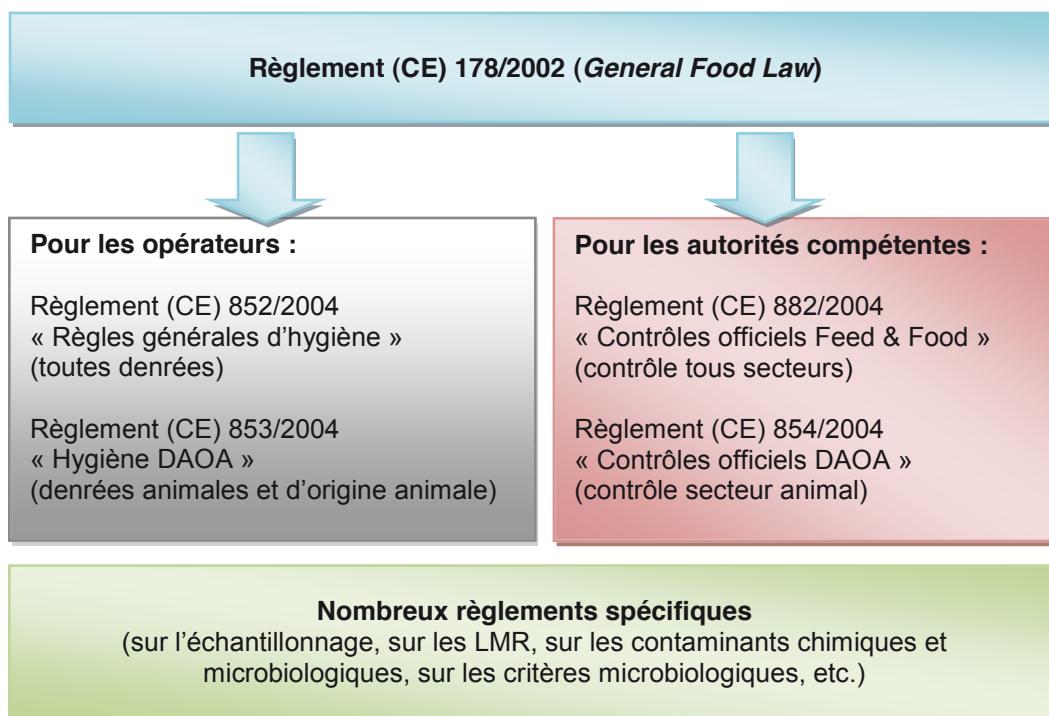 Règlement (CE) 178/2002 (General Food Law)
Pour les opérateurs :
Règlement (CE) 852/2004
« Règles générales d’hygiène »
(toutes denrées)
Règlement (CE) 853/2004
« Hygiène DAOA »
(denrées animales et d’origine animale)
Pour les autorités compétentes :
Règlement (CE) 882/2004
« Contrôles officiels Feed & Food »
(contrôle tous secteurs)
Règlement (CE) 854/2004
« Contrôles officiels DAOA »
(contrôle secteur animal)
Nombreux règlements spécifiques
(sur l’échantillonnage, sur les LMR, sur les contaminants chimiques et
microbiologiques, sur les critères microbiologiques, etc.)